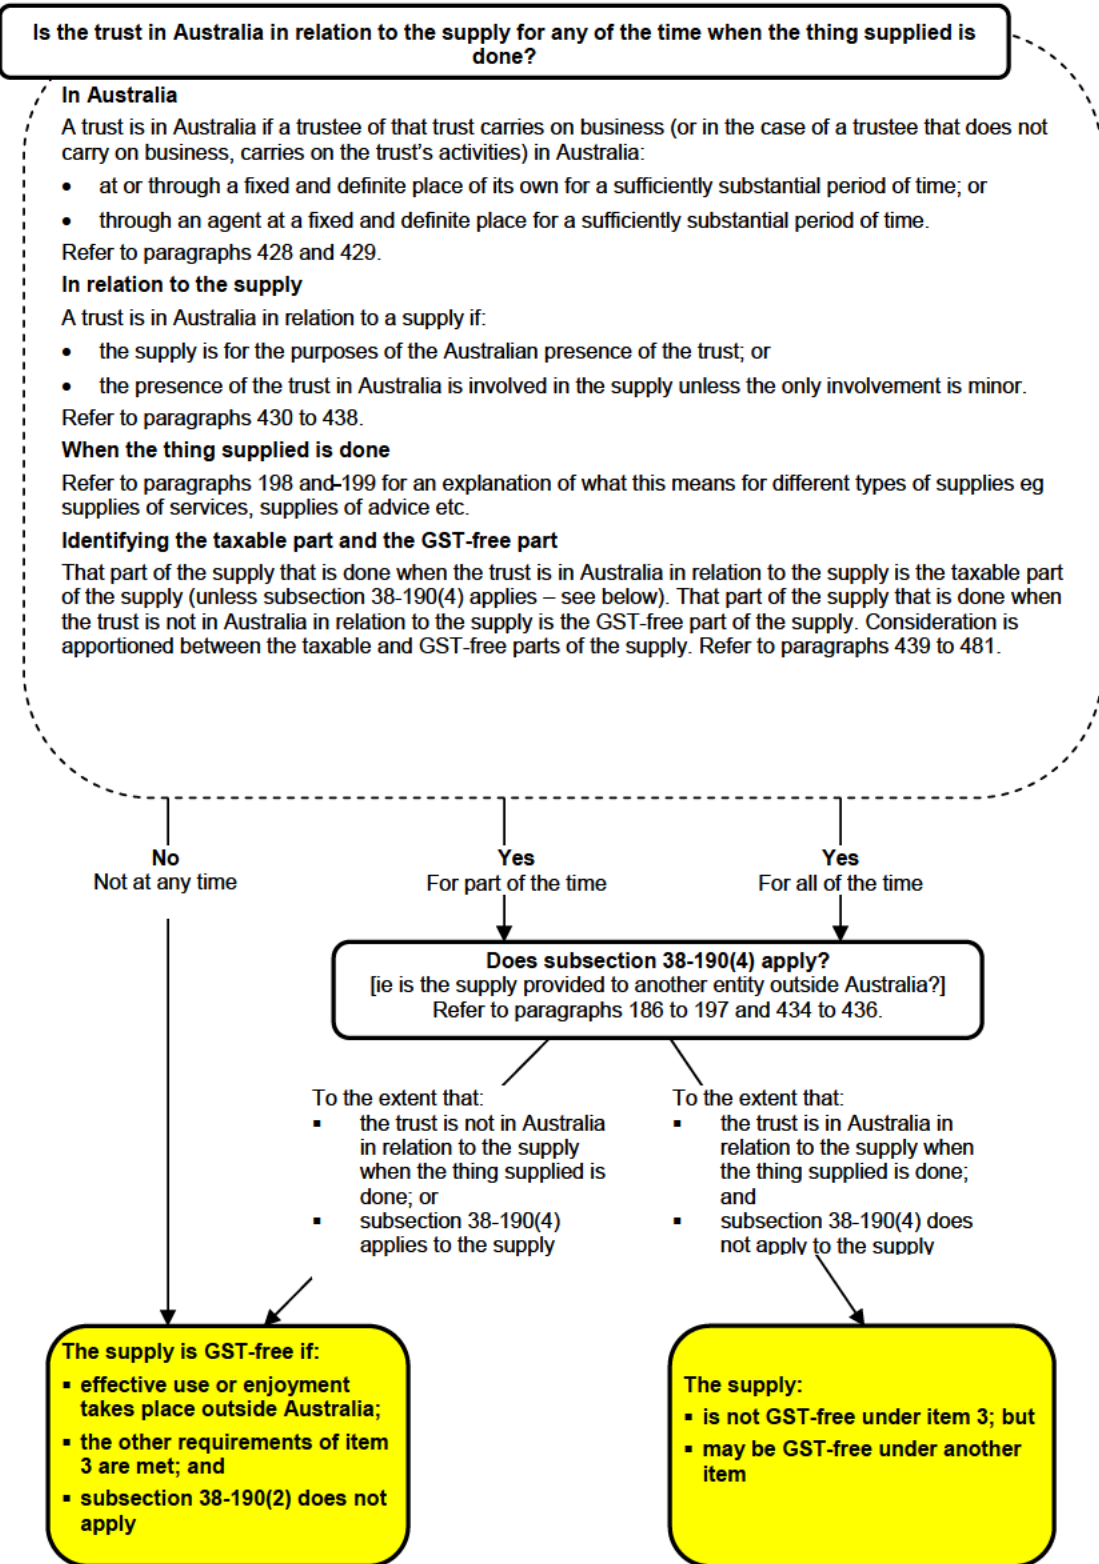 Is the trust in Australia in relation to the supply for any of the time when the thing supplied is
done?
In Australia
A trust is in Australia if a trustee of that trust carries on business (or in the case of a trustee that does not
carry on business, carries on the trust's activities) in Australia:
• at or through a fixed and definite place of its own for a sufficiently substantial period of time; or
• through an agent at a fixed and definite place for a sufficiently substantial period of time.
Refer to paragraphs 428 and 429.
In relation to the supply
A trust is in Australia in relation to a supply if:
• the supply is for the purposes of the Australian presence of the trust; or
• the presence of the trust in Australia is involved in the supply unless the only involvement is minor.
Refer to paragraphs 430 to 438.
When the thing supplied is done
Refer to paragraphs 198 and 199 for an explanation of what this means for different types of supplies eg
supplies of services, supplies of advice etc.
Identifying the taxable part and the GST-free part
That part of the supply that is done when the trust is in Australia in relation to the supply is the taxable part
of the supply (unless subsection 38-190(4) applies – see below). That part of the supply that is done when
the trust is not in Australia in relation to the supply is the GST-free part of the supply. Consideration is
apportioned between the taxable and GST-free parts of the supply. Refer to paragraphs 439 to 481.
No
Not at any time
Yes
For part of the time
Yes
For all of the time
Does subsection 38-190(4) apply?
[ie is the supply provided to another entity outside Australia?]
Refer to paragraphs 186 to 197 and 434 to 436.
To the extent that:
▪ the trust is not in Australia
in relation to the supply
when the thing supplied is
done; or
▪ subsection 38-190(4)
applies to the supply
To the extent that:
▪ the trust is in Australia in
relation to the supply when
the thing supplied is done;
and
▪ subsection 38-190(4) does
not apply to the supply
The supply is GST-free if:
▪ effective use or enjoyment
takes place outside Australia;
▪ the other requirements of item
3 are met; and
▪ subsection 38-190(2) does not
apply
The supply:
▪ is not GST-free under item 3; but
▪ may be GST-free under another
item